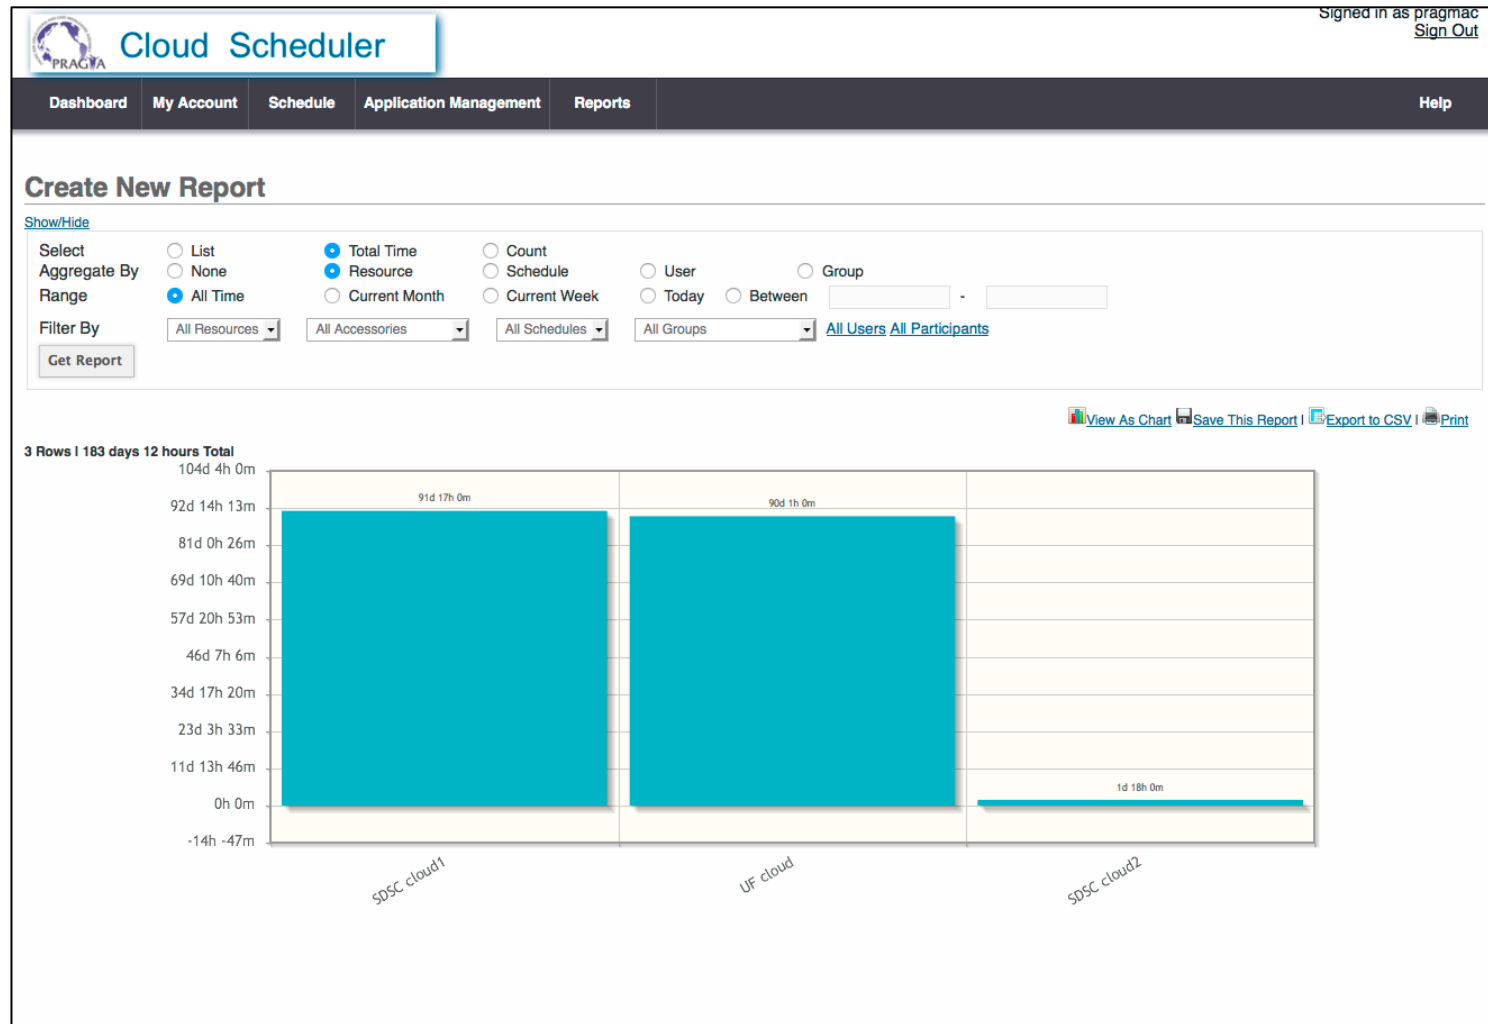 Signed in as pragmac
Sign Out
PRAGMA
Cloud Scheduler
Dashboard My Account Schedule Application Management Reports Help
Create New Report
Show/Hide
Select List Total Time Count
Aggregate By None Resource Schedule User Group
Range All Time Current Month Current Week Today Between -
Filter By All Resources All Accessories All Schedules All Groups All Users All Participants
Get Report
View As Chart Save This Report | Export to CSV | Print
3 Rows | 183 days 12 hours Total
104d 4h 0m
91d 17h 0m
90d 1h 0m
92d 14h 13m
81d 0h 26m
69d 10h 40m
57d 20h 53m
46d 7h 6m
34d 17h 20m
23d 3h 33m
11d 13h 46m
1d 18h 0m
0h 0m
-14h -47m
SDSC cloud1 UF cloud SDSC cloud2